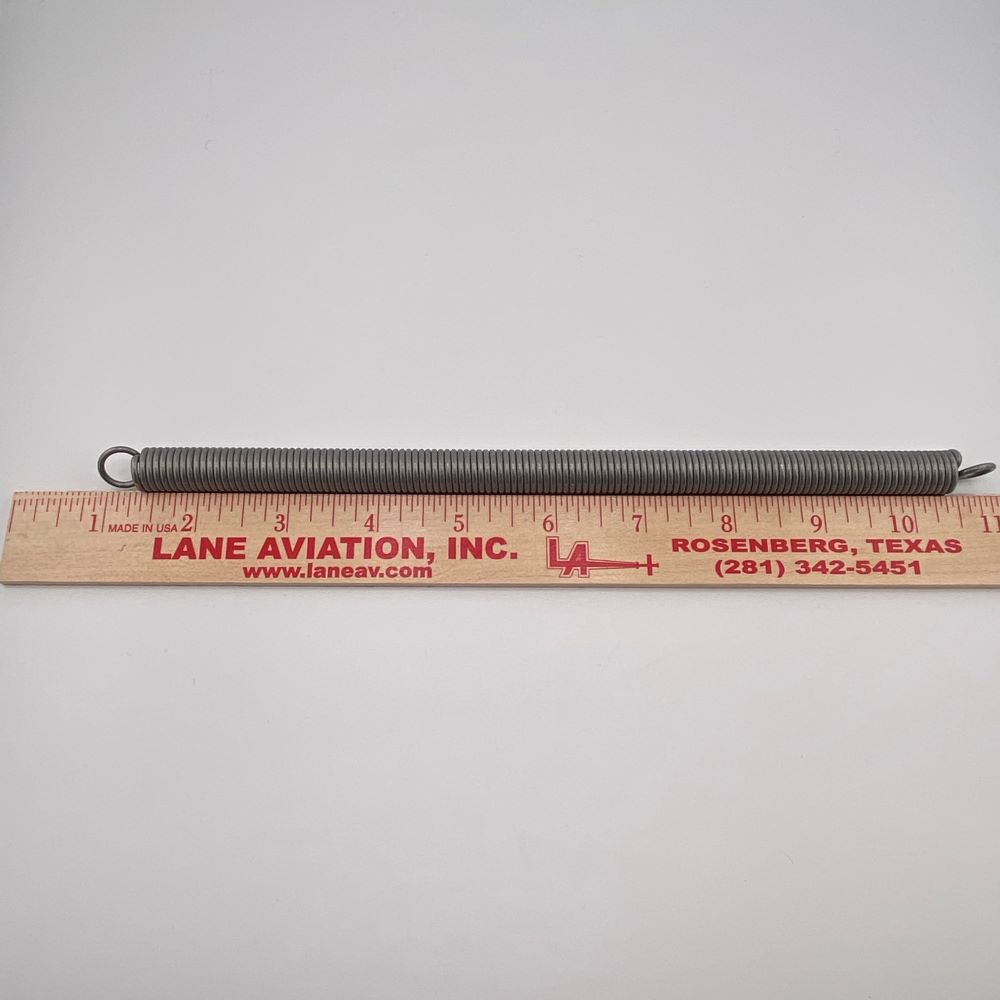 1 2 3 4 5 6 7 8 9 10 11
MADE IN USA
LANE AVIATION, INC.
www.laneav.com
LA
ROSENBERG, TEXAS
(281) 342-5451